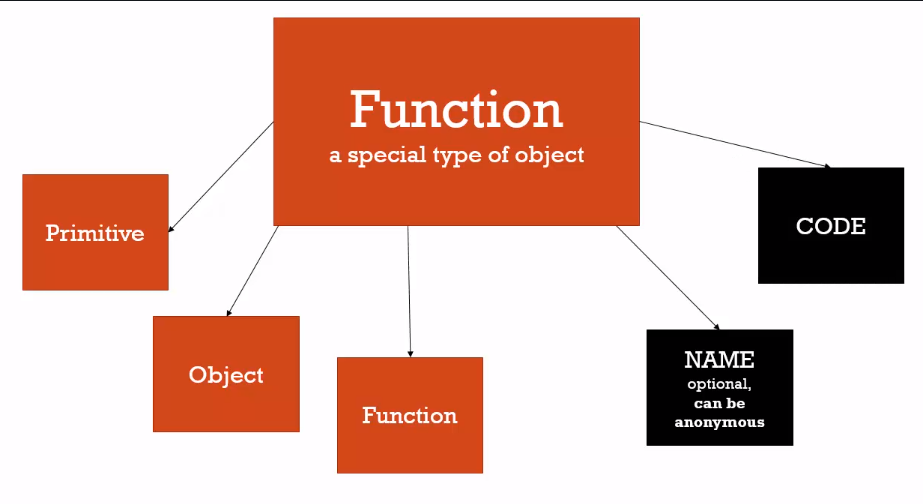 Function
a special type of object
Primitive
Object
Function
NAME
optional,
can be
anonymous
CODE